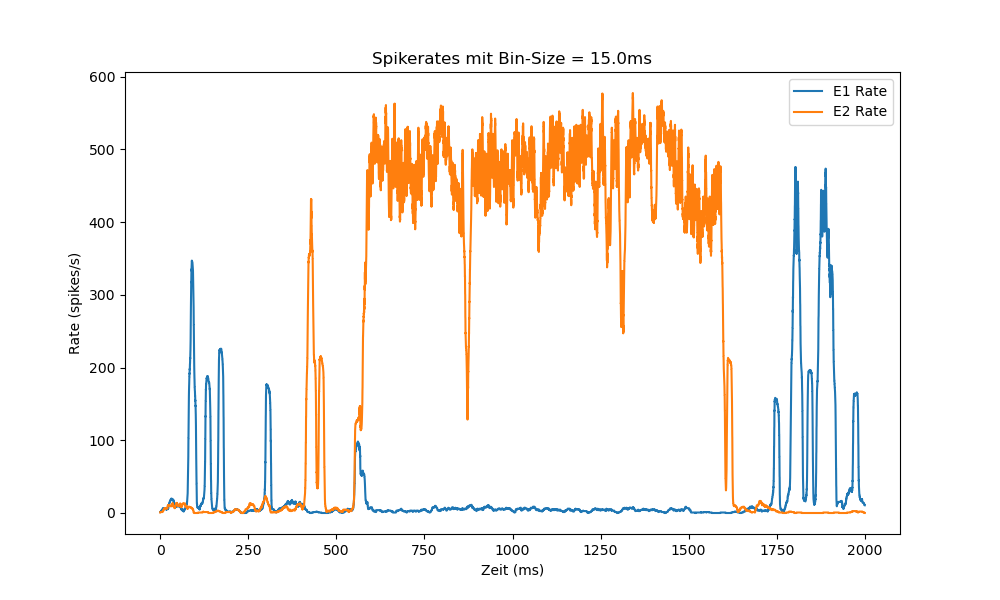 Spikerates mit Bin-Size = 15.0ms
E1 Rate
E2 Rate
600
500
400
300
200
100
0
Rate (spikes/s)
0 250 500 750 1000 1250 1500 1750 2000
Zeit (ms)